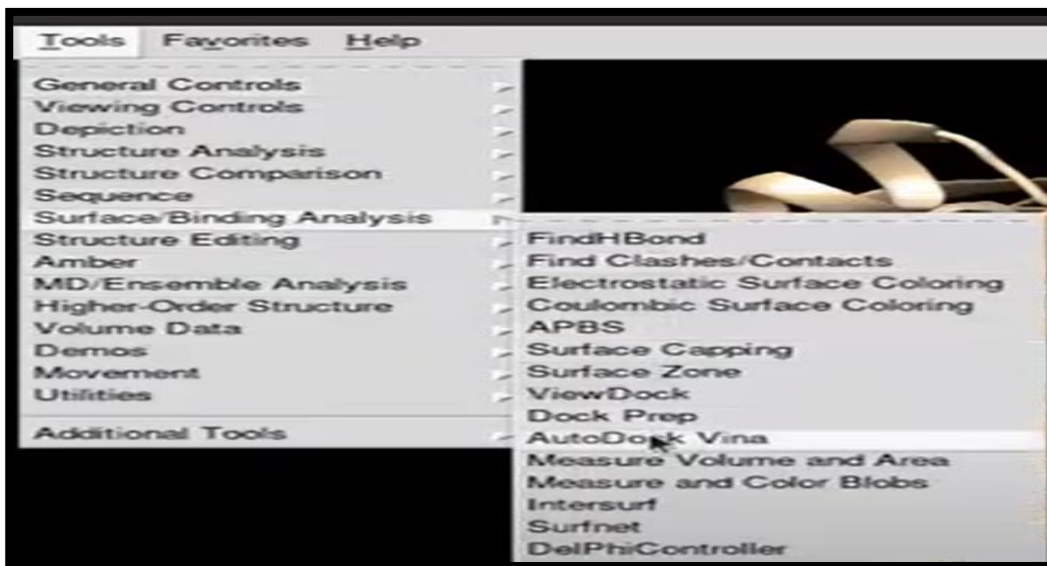 Tools Favorites Help
General Controls
Viewing Controls
Depiction
Structure Analysis
Structure Comparison
Sequence
Surface/Binding Analysis
Structure Editing
Amber
MD/Ensemble Analysis
Higher-Order Structure
Volume Data
Demos
Movement
Utilities
Additional Tools
FindHBond
Find Clashes/Contacts
Electrostatic Surface Coloring
Coulombic Surface Coloring
APBS
Surface Capping
Surface Zone
ViewDock
Dock Prep
AutoDock Vina
Measure Volume and Area
Measure and Color Blobs
Intersurf
Surfnet
DelPhiController